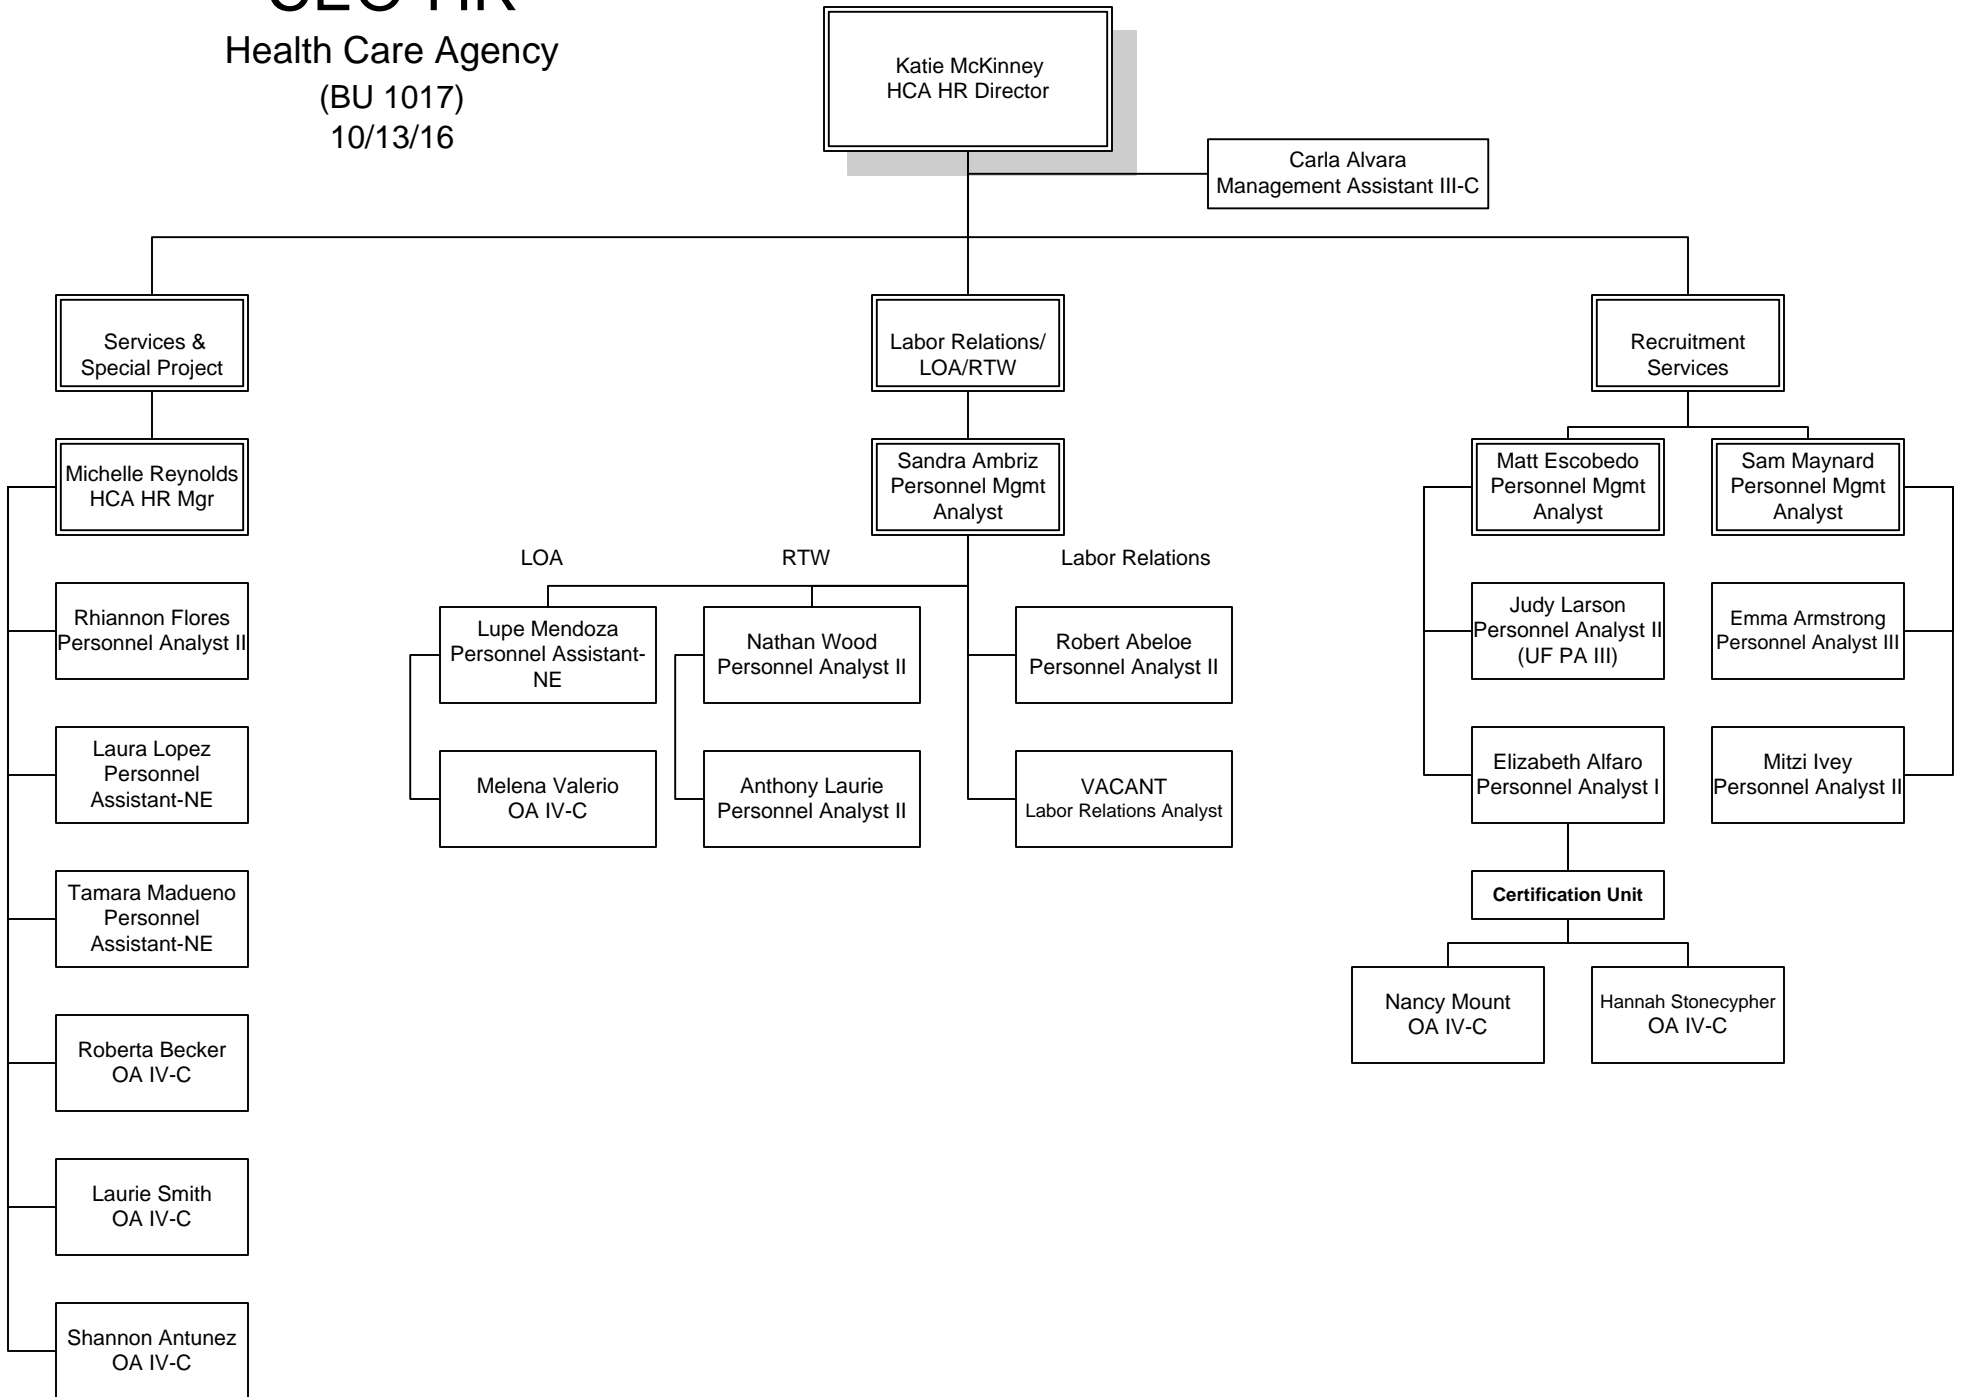 CEO HR
Health Care Agency
(BU 1017)
10/13/16
Katie McKinney
HCA HR Director
Carla Alvara
Management Assistant III-C
Services &
Special Project
Labor Relations/
LOA/RTW
Recruitment
Services
Michelle Reynolds
HCA HR Mgr
Sandra Ambriz
Personnel Mgmt
Analyst
Matt Escobedo
Personnel Mgmt
Analyst
Sam Maynard
Personnel Mgmt
Analyst
LOA
RTW
Labor Relations
Rhiannon Flores
Personnel Analyst II
Lupe Mendoza
Personnel Assistant-
NE
Nathan Wood
Personnel Analyst II
Robert Abeloe
Personnel Analyst II
Judy Larson
Personnel Analyst II
(UF PA III)
Emma Armstrong
Personnel Analyst III
Laura Lopez
Personnel
Assistant-NE
Melena Valerio
OA IV-C
Anthony Laurie
Personnel Analyst II
VACANT
Labor Relations Analyst
Elizabeth Alfaro
Personnel Analyst I
Mitzi Ivey
Personnel Analyst II
Tamara Madueno
Personnel
Assistant-NE
Certification Unit
Nancy Mount
OA IV-C
Hannah Stonecypher
OA IV-C
Roberta Becker
OA IV-C
Laurie Smith
OA IV-C
Shannon Antunez
OA IV-C